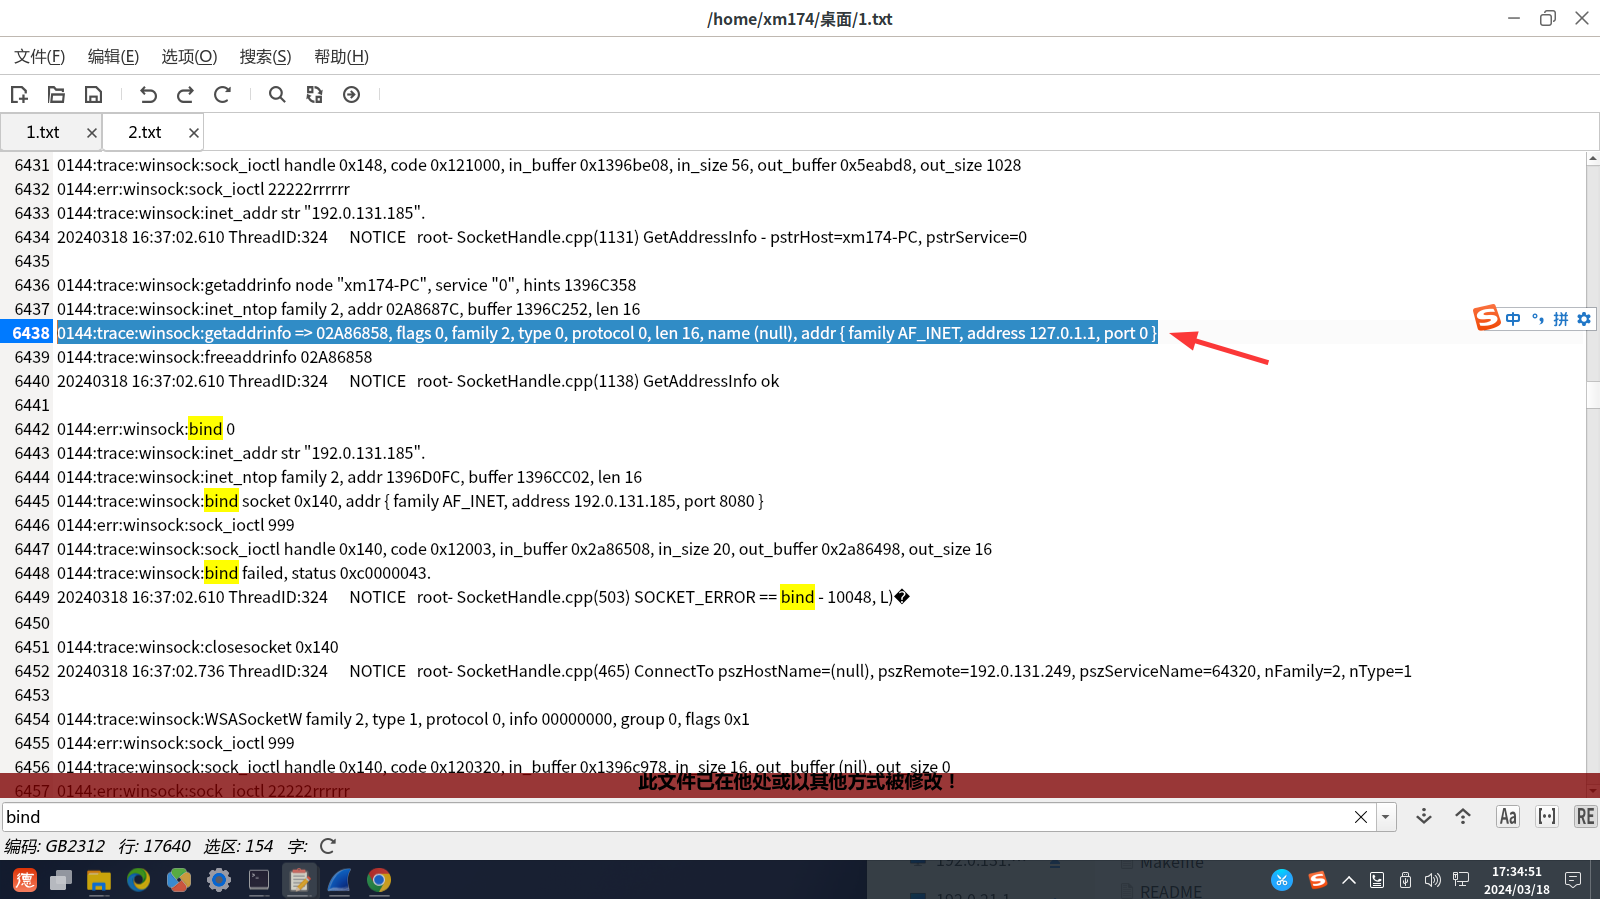 /home/xm174/桌面/1.txt
文件(F) 编辑(E) 选项(O) 搜索(S) 帮助(H)
1.txt 2.txt
6431 0144:trace:winsock:sock_ioctl handle 0x148, code 0x121000, in_buffer 0x1396be08, in_size 56, out_buffer 0x5eabd8, out_size 1028
6432 0144:err:winsock:sock_ioctl 22222rrrrrr
6433 0144:trace:winsock:inet_addr str "192.0.131.185".
6434 20240318 16:37:02.610 ThreadID:324 NOTICE root- SocketHandle.cpp(1131) GetAddressInfo - pstrHost=xm174-PC, pstrService=0
6435
6436 0144:trace:winsock:getaddrinfo node "xm174-PC", service "0", hints 1396C358
6437 0144:trace:winsock:inet_ntop family 2, addr 02A8687C, buffer 1396C252, len 16
6438 0144:trace:winsock:getaddrinfo => 02A86858, flags 0, family 2, type 0, protocol 0, len 16, name (null), addr { family AF_INET, address 127.0.1.1, port 0 }
中 拼
6439 0144:trace:winsock:freeaddrinfo 02A86858
6440 20240318 16:37:02.610 ThreadID:324 NOTICE root- SocketHandle.cpp(1138) GetAddressInfo ok
6441
6442 0144:err:winsock:bind 0
6443 0144:trace:winsock:inet_addr str "192.0.131.185".
6444 0144:trace:winsock:inet_ntop family 2, addr 1396D0FC, buffer 1396CC02, len 16
6445 0144:trace:winsock:bind socket 0x140, addr { family AF_INET, address 192.0.131.185, port 8080 }
6446 0144:err:winsock:sock_ioctl 999
6447 0144:trace:winsock:sock_ioctl handle 0x140, code 0x12003, in_buffer 0x2a86508, in_size 20, out_buffer 0x2a86498, out_size 16
6448 0144:trace:winsock:bind failed, status 0xc0000043.
6449 20240318 16:37:02.610 ThreadID:324 NOTICE root- SocketHandle.cpp(503) SOCKET_ERROR == bind - 10048, L)�
6450
6451 0144:trace:winsock:closesocket 0x140
6452 20240318 16:37:02.736 ThreadID:324 NOTICE root- SocketHandle.cpp(465) ConnectTo pszHostName=(null), pszRemote=192.0.131.249, pszServiceName=64320, nFamily=2, nType=1
6453
6454 0144:trace:winsock:WSASocketW family 2, type 1, protocol 0, info 00000000, group 0, flags 0x1
6455 0144:err:winsock:sock_ioctl 999
6456 0144:trace:winsock:sock_ioctl handle 0x140, code 0x120320, in_buffer 0x1396c978, in_size 16, out_buffer (nil), out_size 0
此文件已在他处或以其他方式被修改！
6457 0144:err:winsock:sock_ioctl 22222rrrrrr
bind Aa [··] RE
编码: GB2312 行: 17640 选区: 154 字:
Makefile
README
德
17:34:51
2024/03/18